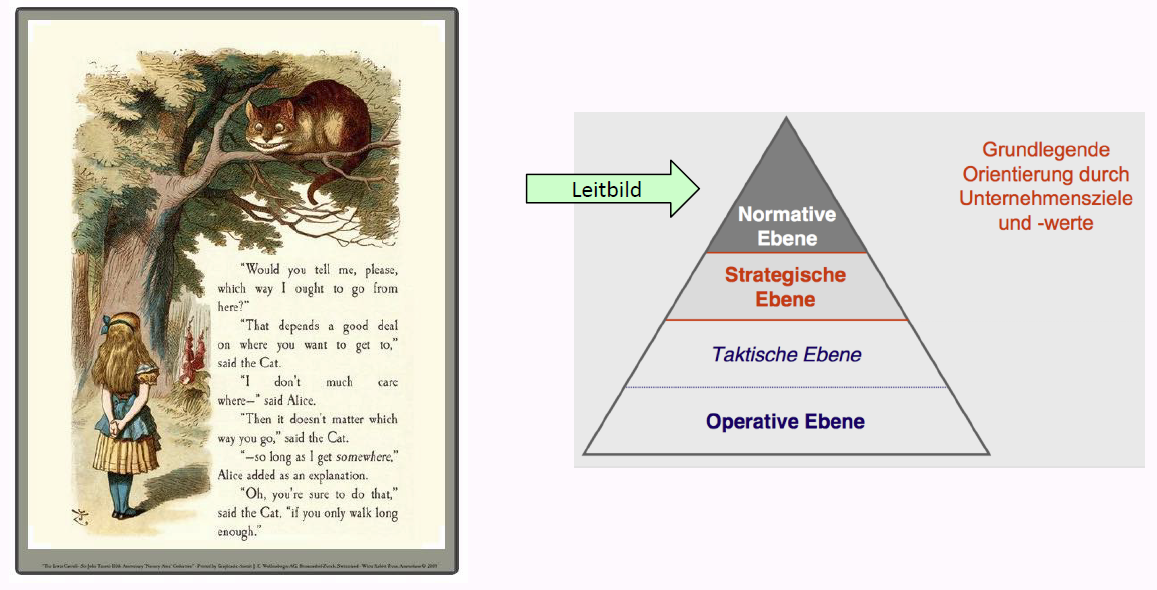 "Would you tell me, please,
which way I ought to go from
here?"
"That depends a good deal
on where you want to get to,"
said the Cat.
"I don't much care
where—" said Alice.
"Then it doesn't matter which
way you go," said the Cat.
"—so long as I get somewhere,"
Alice added as an explanation.
"Oh, you're sure to do that,"
said the Cat, "if you only walk long
enough."
Leitbild
Normative
Ebene
Strategische
Ebene
Taktische Ebene
Operative Ebene
Grundlegende
Orientierung durch
Unternehmensziele
und -werte